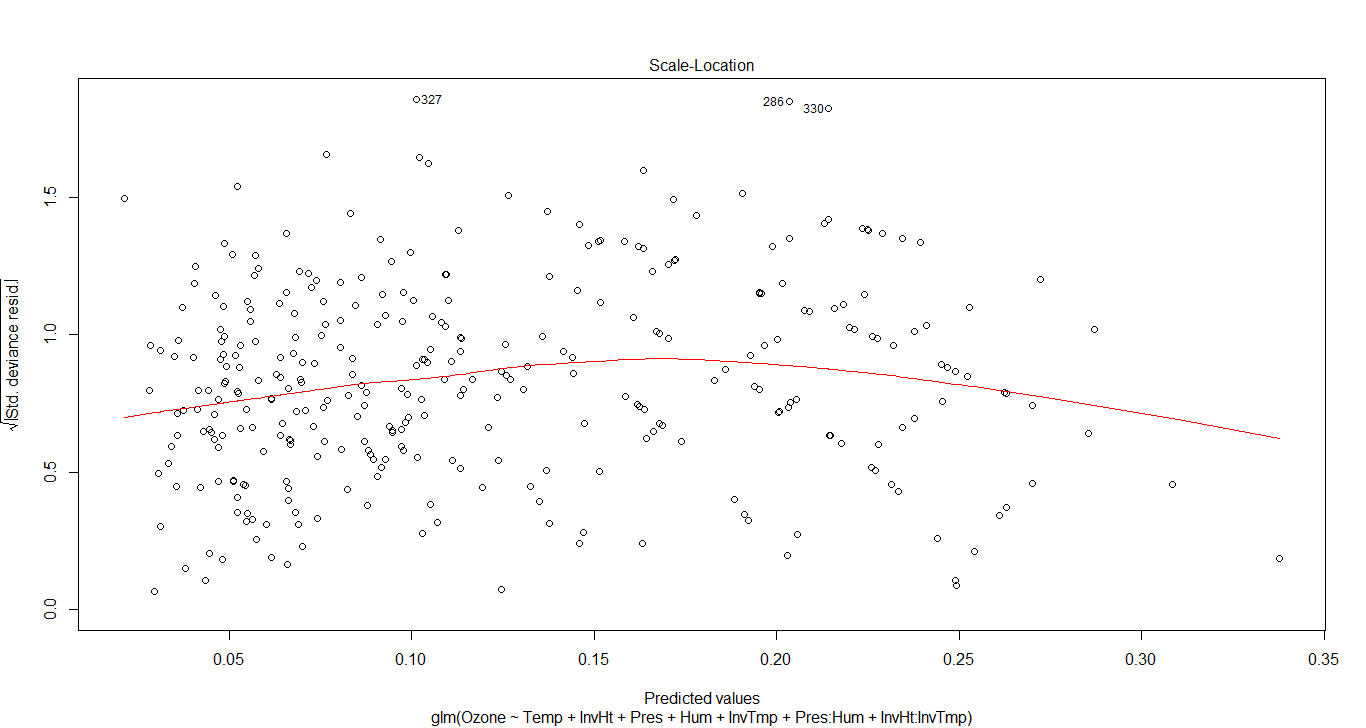 Scale-Location
327
286
330
√|Std. deviance resid.|
1.5
1.0
0.5
0.0
0.05 0.10 0.15 0.20 0.25 0.30 0.35
Predicted values
glm(Ozone ~ Temp + InvHt + Pres + Hum + InvTmp + Pres:Hum + InvHt:InvTmp)